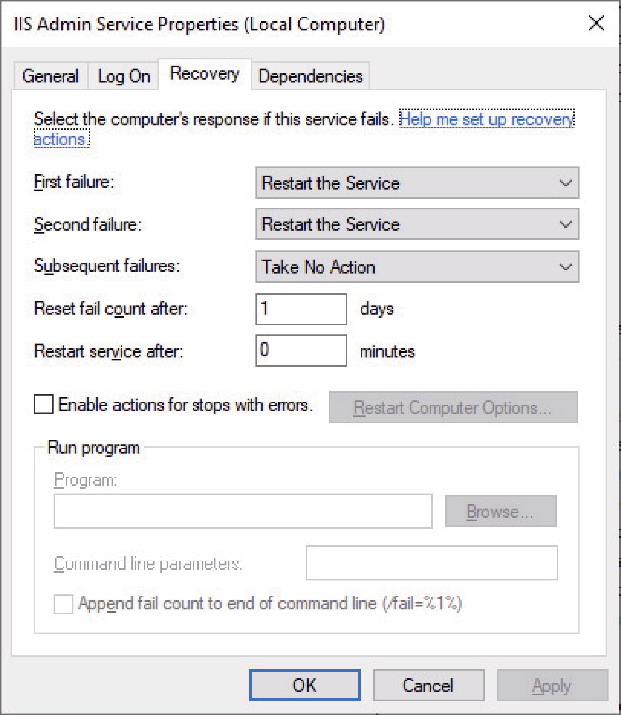 IIS Admin Service Properties (Local Computer)
General Log On Recovery Dependencies
Select the computer's response if this service fails. Help me set up recovery
actions.
First failure: Restart the Service
Second failure: Restart the Service
Subsequent failures: Take No Action
Reset fail count after: 1 days
Restart service after: 0 minutes
Enable actions for stops with errors. Restart Computer Options...
Run program
Program:
Browse...
Command line parameters:
Append fail count to end of command line (/fail=%1%)
OK Cancel Apply